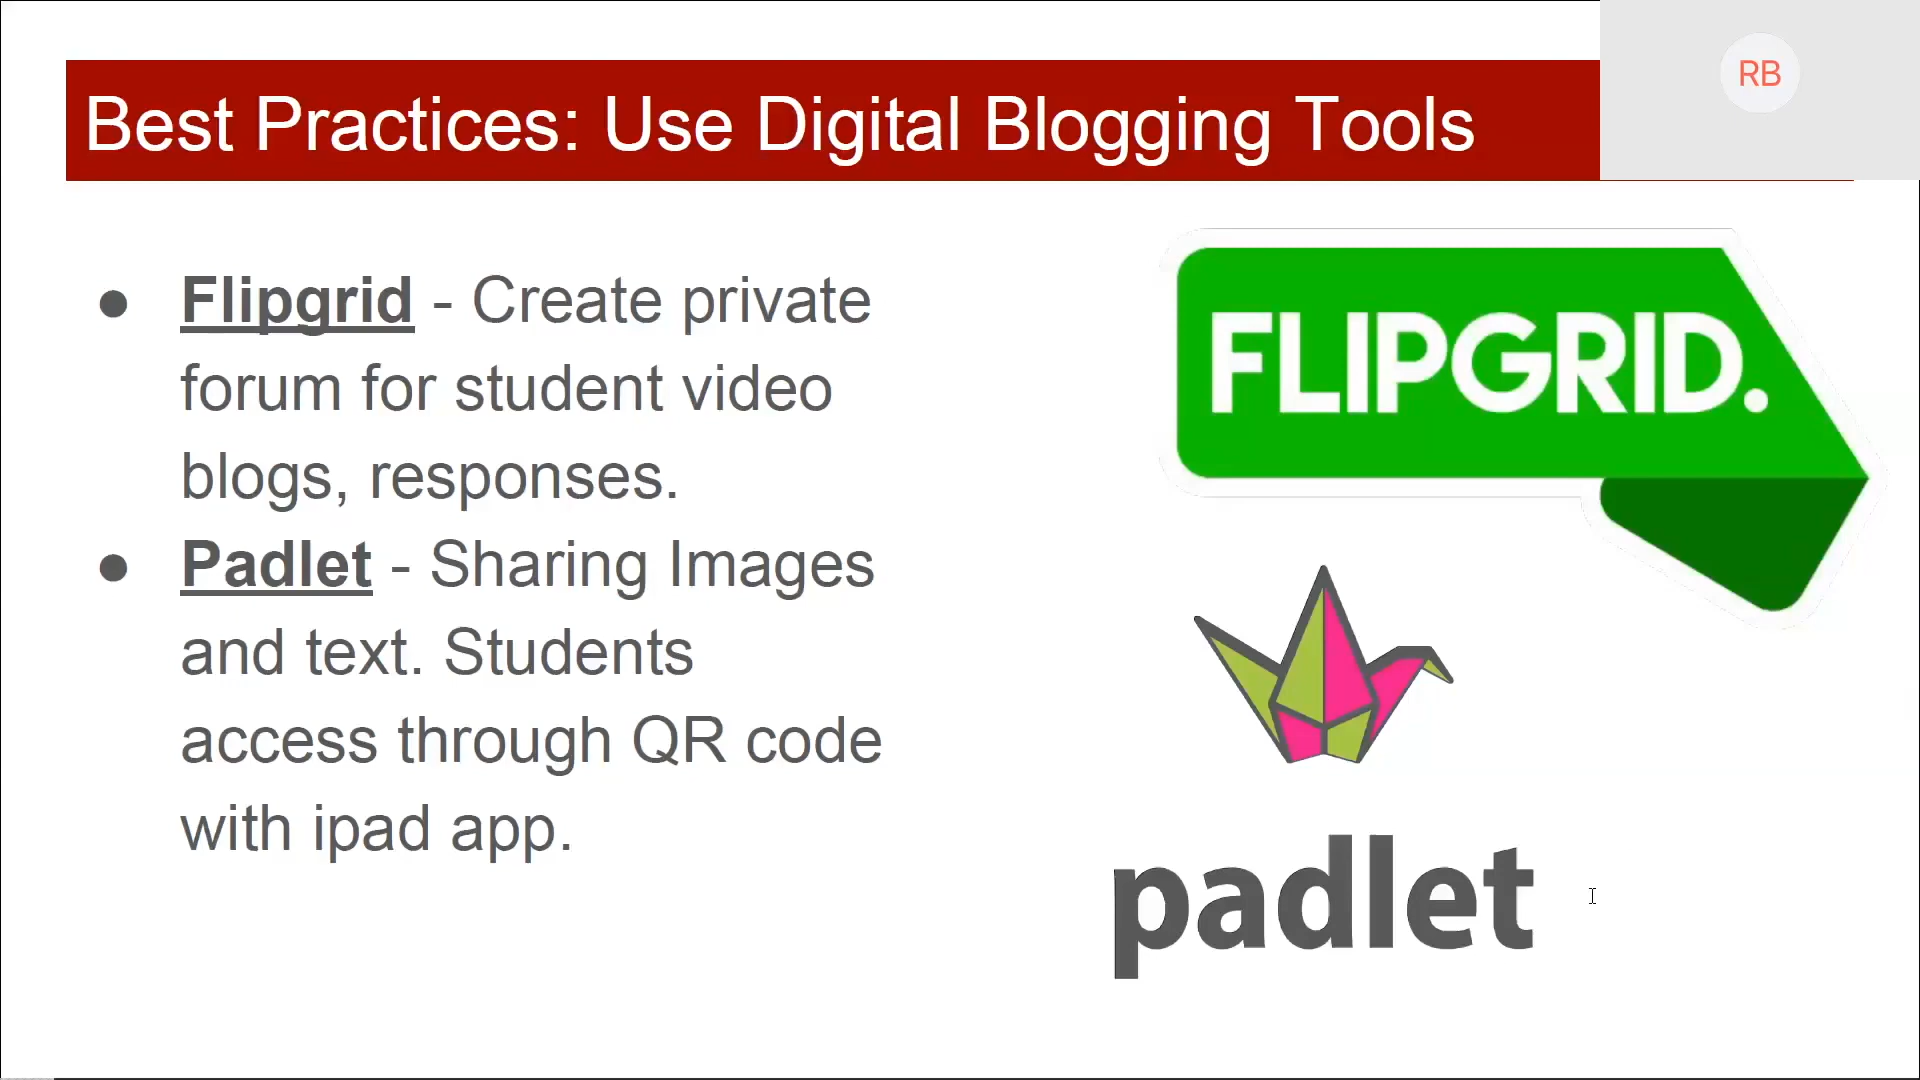 Best Practices: Use Digital Blogging Tools
RB
● Flipgrid - Create private
forum for student video
blogs, responses.
● Padlet - Sharing Images
and text. Students
access through QR code
with ipad app.
FLIPGRID.
padlet